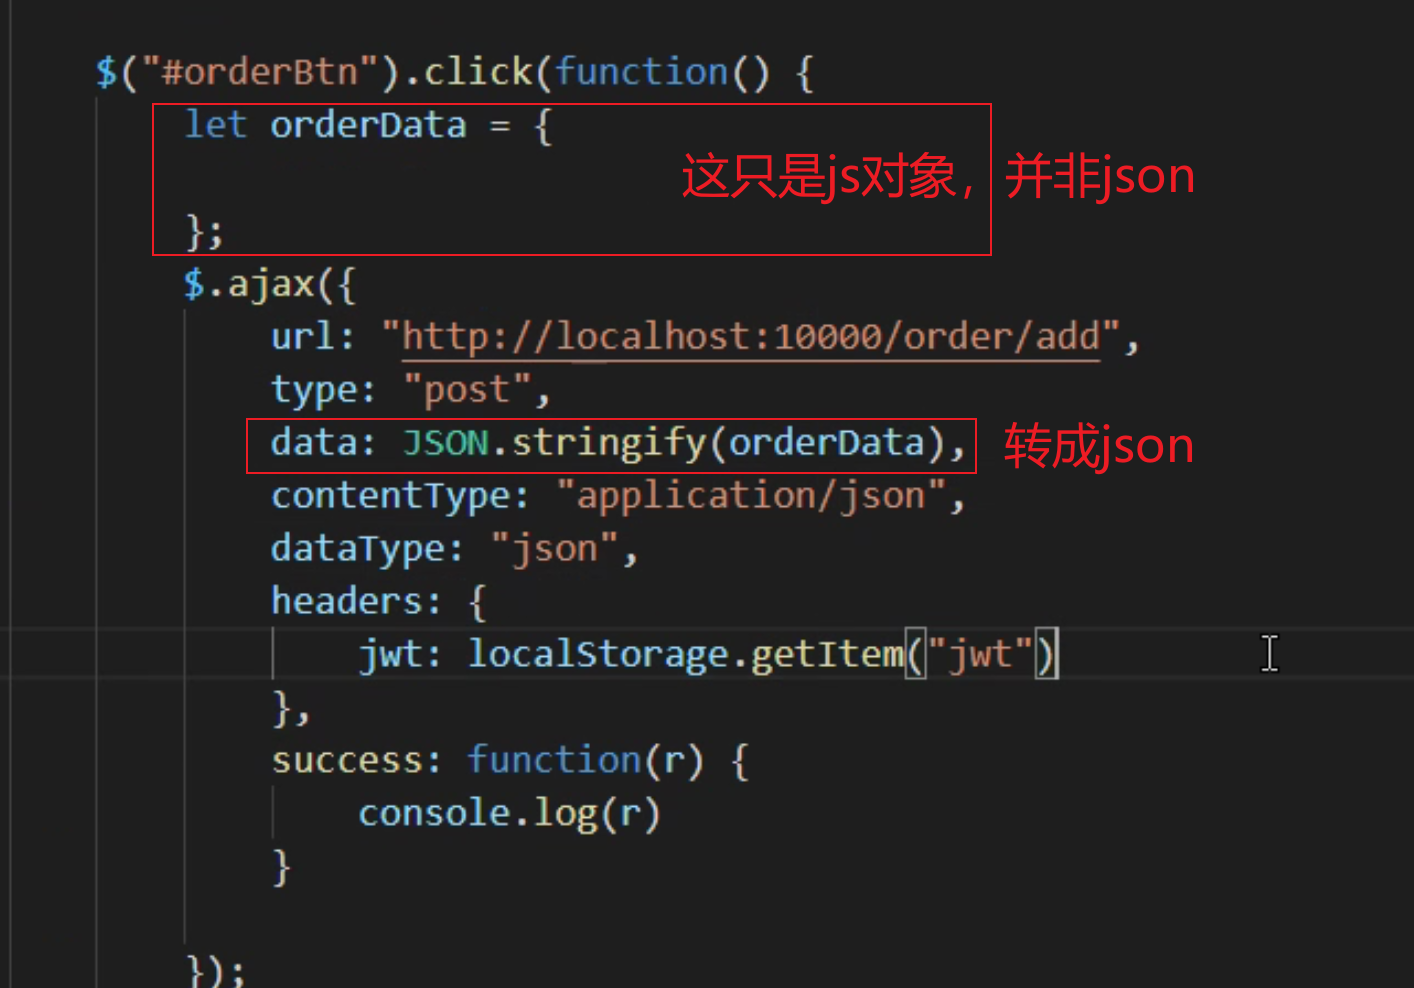 $("#orderBtn").click(function() {
let orderData = {
这只是js对象，并非json
};
$.ajax({
url: "http://localhost:10000/order/add",
type: "post",
data: JSON.stringify(orderData), 转成json
contentType: "application/json",
dataType: "json",
headers: {
jwt: localStorage.getItem("jwt")
},
success: function(r) {
console.log(r)
}
});